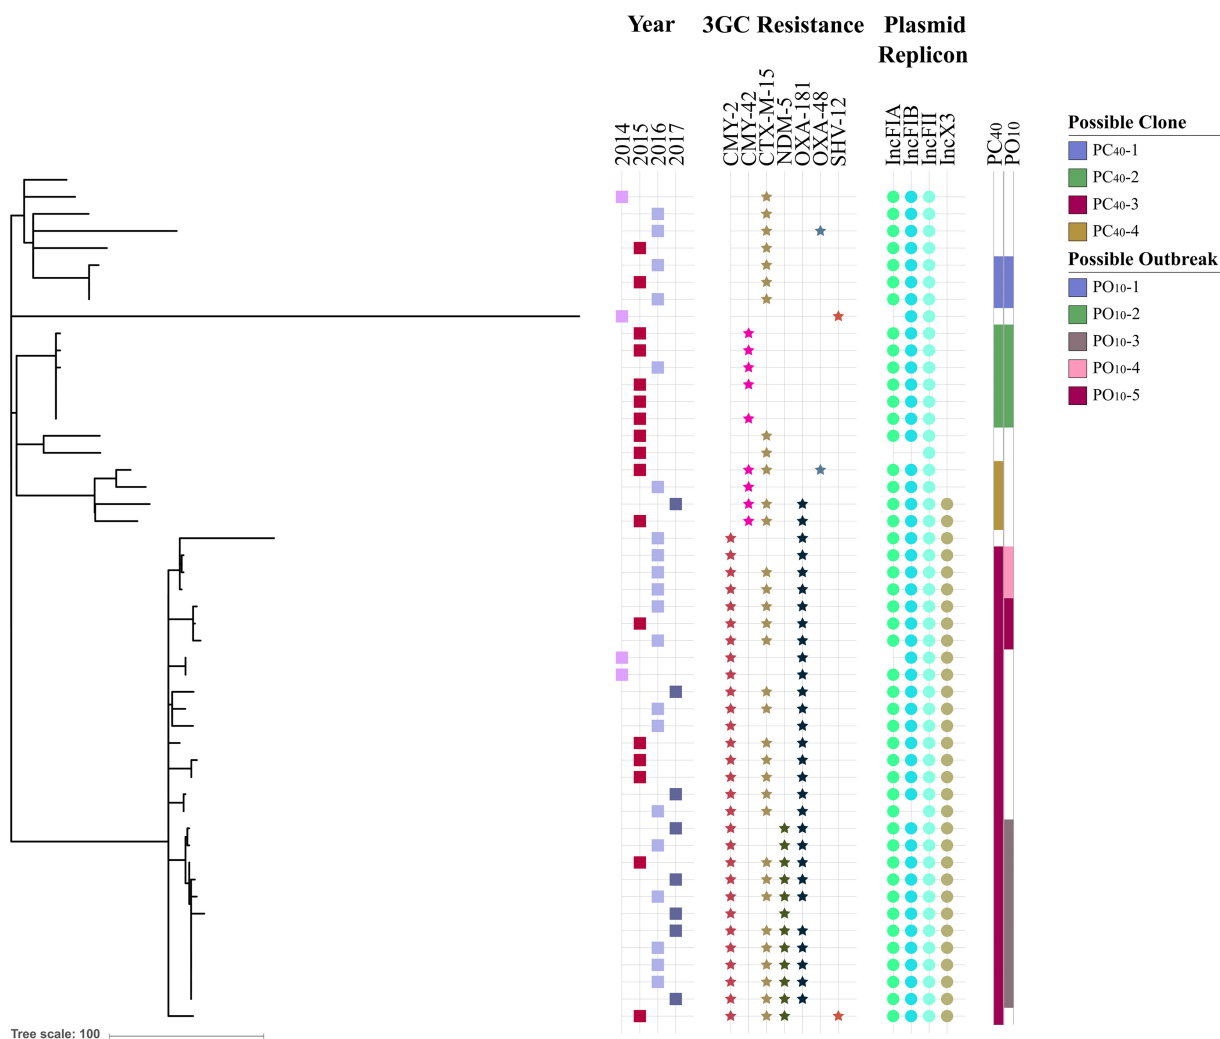 Year 3GC Resistance Plasmid
Replicon
2014
2015
2016
2017
CMY-2
CMY-42
CTX-M-15
NDM-5
OXA-181
OXA-48
SHV-12
IncFIA
IncFIB
IncFII
IncX3
PC40
PO10
Possible Clone
PC40-1
PC40-2
PC40-3
PC40-4
Possible Outbreak
PO10-1
PO10-2
PO10-3
PO10-4
PO10-5
Tree scale: 100